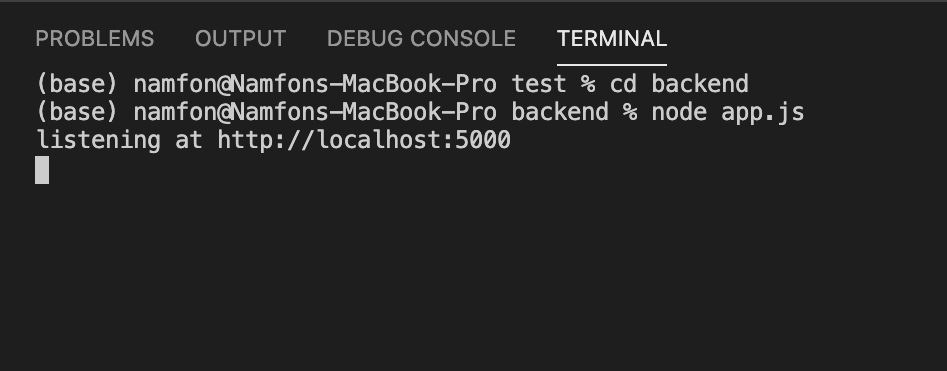 PROBLEMS OUTPUT DEBUG CONSOLE TERMINAL
(base) namfon@Namfons-MacBook-Pro test % cd backend
(base) namfon@Namfons-MacBook-Pro backend % node app.js
listening at http://localhost:5000